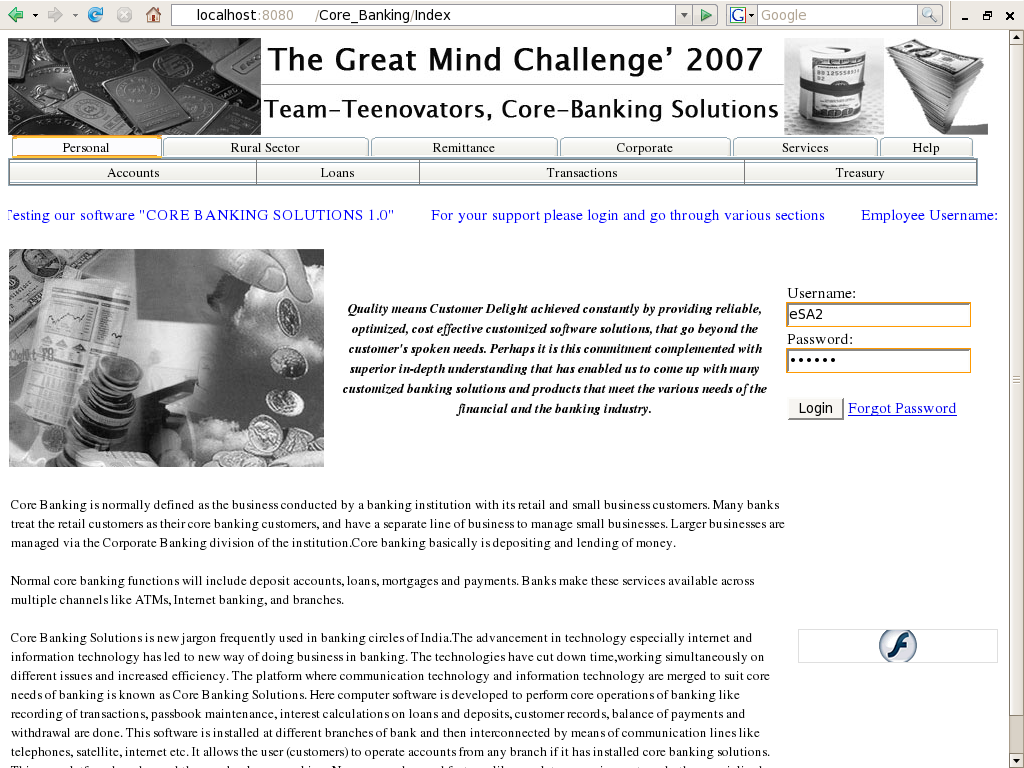 localhost:8080 /Core_Banking/Index
Google
The Great Mind Challenge' 2007
Team-Teenovators, Core-Banking Solutions
Personal Rural Sector Remittance Corporate Services Help
Accounts Loans Transactions Treasury
Testing our software "CORE BANKING SOLUTIONS 1.0" For your support please login and go through various sections Employee Username:
Quality means Customer Delight achieved constantly by providing reliable,
optimized, cost effective customized software solutions, that go beyond the
customer's spoken needs. Perhaps it is this commitment complemented with
superior in-depth understanding that has enabled us to come up with many
customized banking solutions and products that meet the various needs of the
financial and the banking industry.
Username:
eSA2
Password:
Login Forgot Password
Core Banking is normally defined as the business conducted by a banking institution with its retail and small business customers. Many banks
treat the retail customers as their core banking customers, and have a separate line of business to manage small businesses. Larger businesses are
managed via the Corporate Banking division of the institution.Core banking basically is depositing and lending of money.
Normal core banking functions will include deposit accounts, loans, mortgages and payments. Banks make these services available across
multiple channels like ATMs, Internet banking, and branches.
Core Banking Solutions is new jargon frequently used in banking circles of India.The advancement in technology especially internet and
information technology has led to new way of doing business in banking. The technologies have cut down time,working simultaneously on
different issues and increased efficiency. The platform where communication technology and information technology are merged to suit core
needs of banking is known as Core Banking Solutions. Here computer software is developed to perform core operations of banking like
recording of transactions, passbook maintenance, interest calculations on loans and deposits, customer records, balance of payments and
withdrawal are done. This software is installed at different branches of bank and then interconnected by means of communication lines like
telephones, satellite, internet etc. It allows the user (customers) to operate accounts from any branch if it has installed core banking solutions.